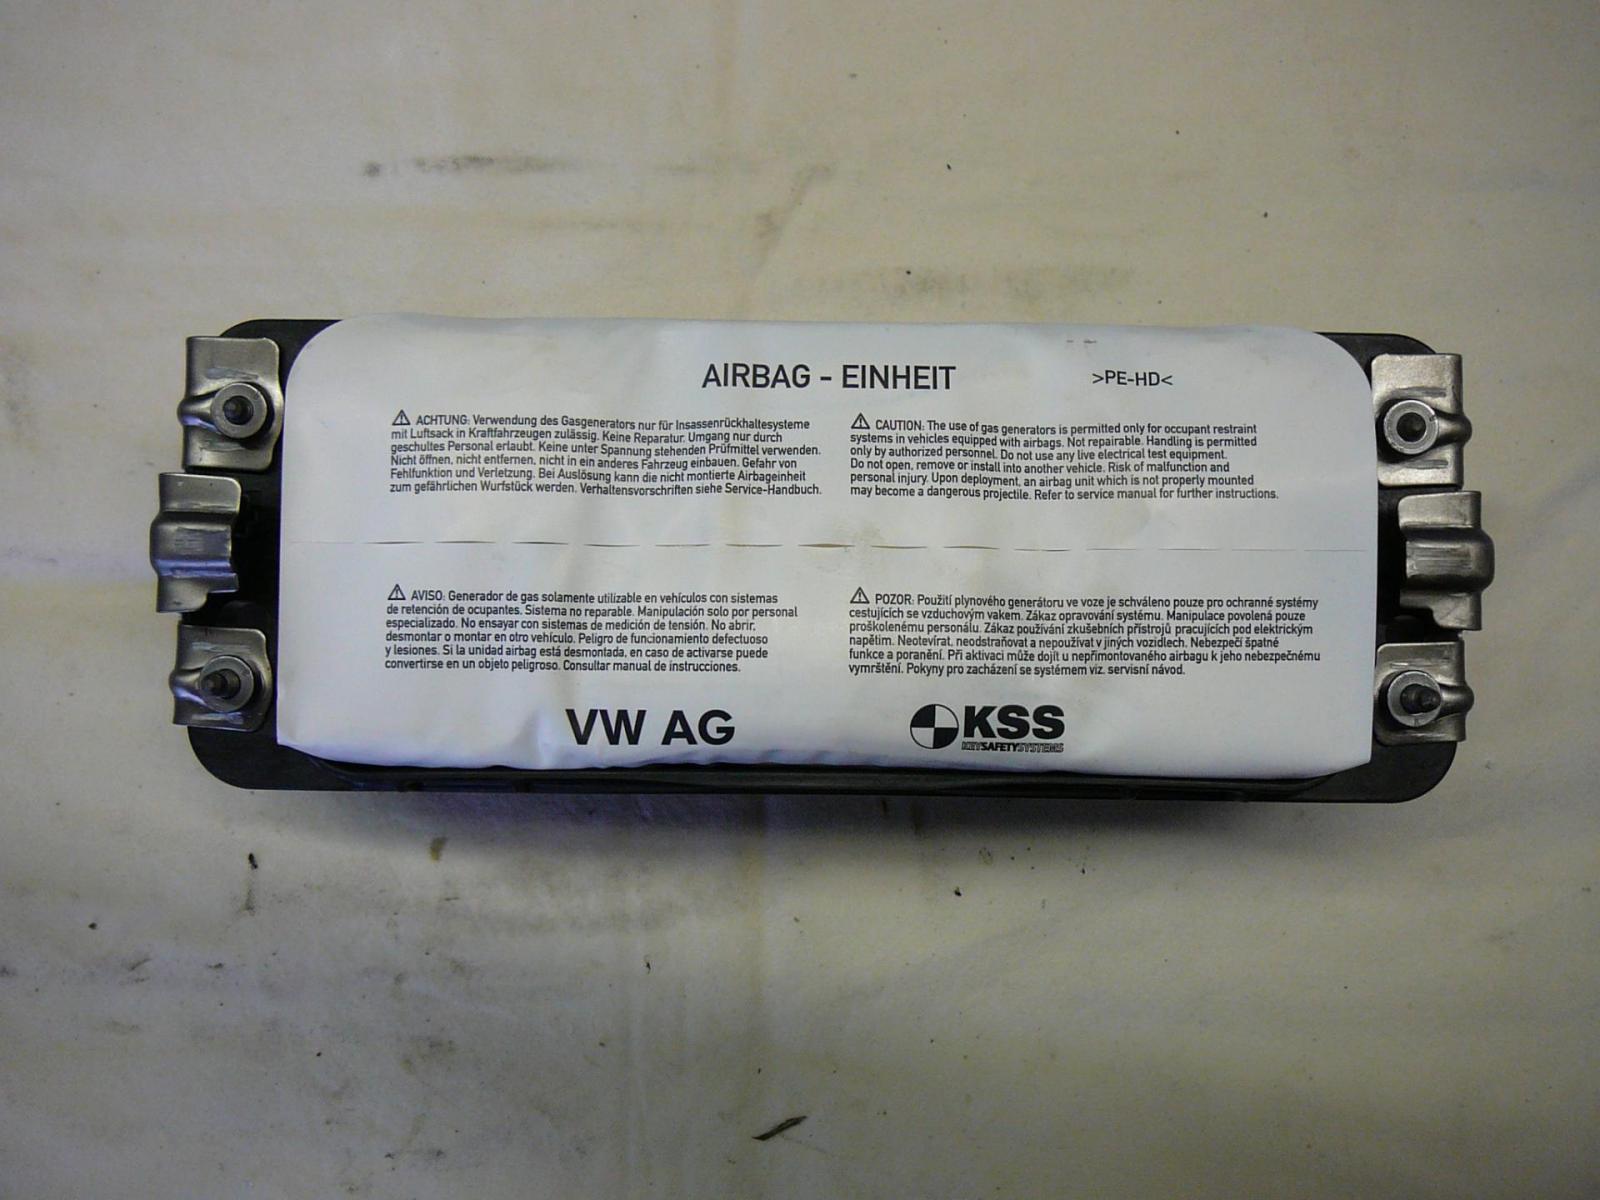 AIRBAG - EINHEIT
>PE-HD<
⚠ ACHTUNG: Verwendung des Gasgenerators nur für Insassenrückhaltesysteme
mit Luftsack in Kraftfahrzeugen zulässig. Keine Reparatur. Umgang nur durch
geschultes Personal erlaubt. Keine unter Spannung stehenden Prüfmittel verwenden.
Nicht öffnen, nicht entfernen, nicht in ein anderes Fahrzeug einbauen. Gefahr von
Fehlfunktion und Verletzung. Bei Auslösung kann die nicht montierte Airbageinheit
zum gefährlichen Wurfstück werden. Verhaltensvorschriften siehe Service-Handbuch.
⚠ CAUTION: The use of gas generators is permitted only for occupant restraint
systems in vehicles equipped with airbags. Not repairable. Handling is permitted
only by authorized personnel. Do not use any live electrical test equipment.
Do not open, remove or install into another vehicle. Risk of malfunction and
personal injury. Upon deployment, an airbag unit which is not properly mounted
may become a dangerous projectile. Refer to service manual for further instructions.
⚠ AVISO: Generador de gas solamente utilizable en vehículos con sistemas
de retención de ocupantes. Sistema no reparable. Manipulación solo por personal
especializado. No ensayar con sistemas de medición de tensión. No abrir,
desmontar o montar en otro vehículo. Peligro de funcionamiento defectuoso
y lesiones. Si la unidad airbag está desmontada, en caso de activarse puede
convertirse en un objeto peligroso. Consultar manual de instrucciones.
⚠ POZOR: Použití plynového generátoru ve voze je schváleno pouze pro ochranné systémy
cestujících se vzduchovým vakem. Zákaz opravování systému. Manipulace povolená pouze
proškolenému personálu. Zákaz používání zkušebních přístrojů pracujících pod elektrickým
napětím. Neotevírat, neodstraňovat a nepoužívat v jiných vozidlech. Nebezpečí špatné
funkce a poranění. Při aktivaci může dojít u nepřimontovaného airbagu k jeho nebezpečnému
vymrštění. Pokyny pro zacházení se systémem viz. servisní návod.
VW AG
KSS
KEYSAFETYSYSTEMS